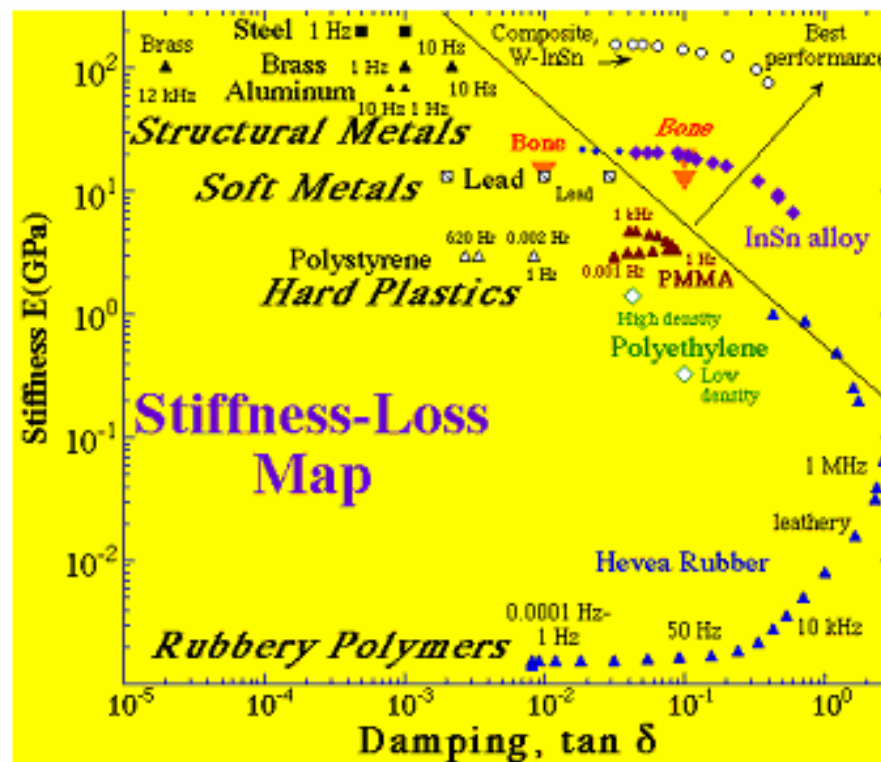 Steel 1 Hz
Brass
10 Hz
Composite,
W-InSn
Best
performance
10²
12 kHz
Brass 1 Hz
10 Hz
Aluminum
10 Hz 1 Hz
Structural Metals
Bone
Bone
10¹
Soft Metals
Lead
Lead
InSn alloy
1 kHz
620 Hz
0.002 Hz
Polystyrene
1 Hz
0.001 Hz
1 Hz
PMMA
Hard Plastics
10⁰
High density
Polyethylene
Low
density
Stiffness E(GPa)
Stiffness-Loss
Map
10⁻¹
1 MHz
leathery
10⁻²
Hevea Rubber
0.0001 Hz-
1 Hz
50 Hz
10 kHz
Rubbery Polymers
10⁻⁵ 10⁻⁴ 10⁻³ 10⁻² 10⁻¹ 10⁰
Damping, tan δ